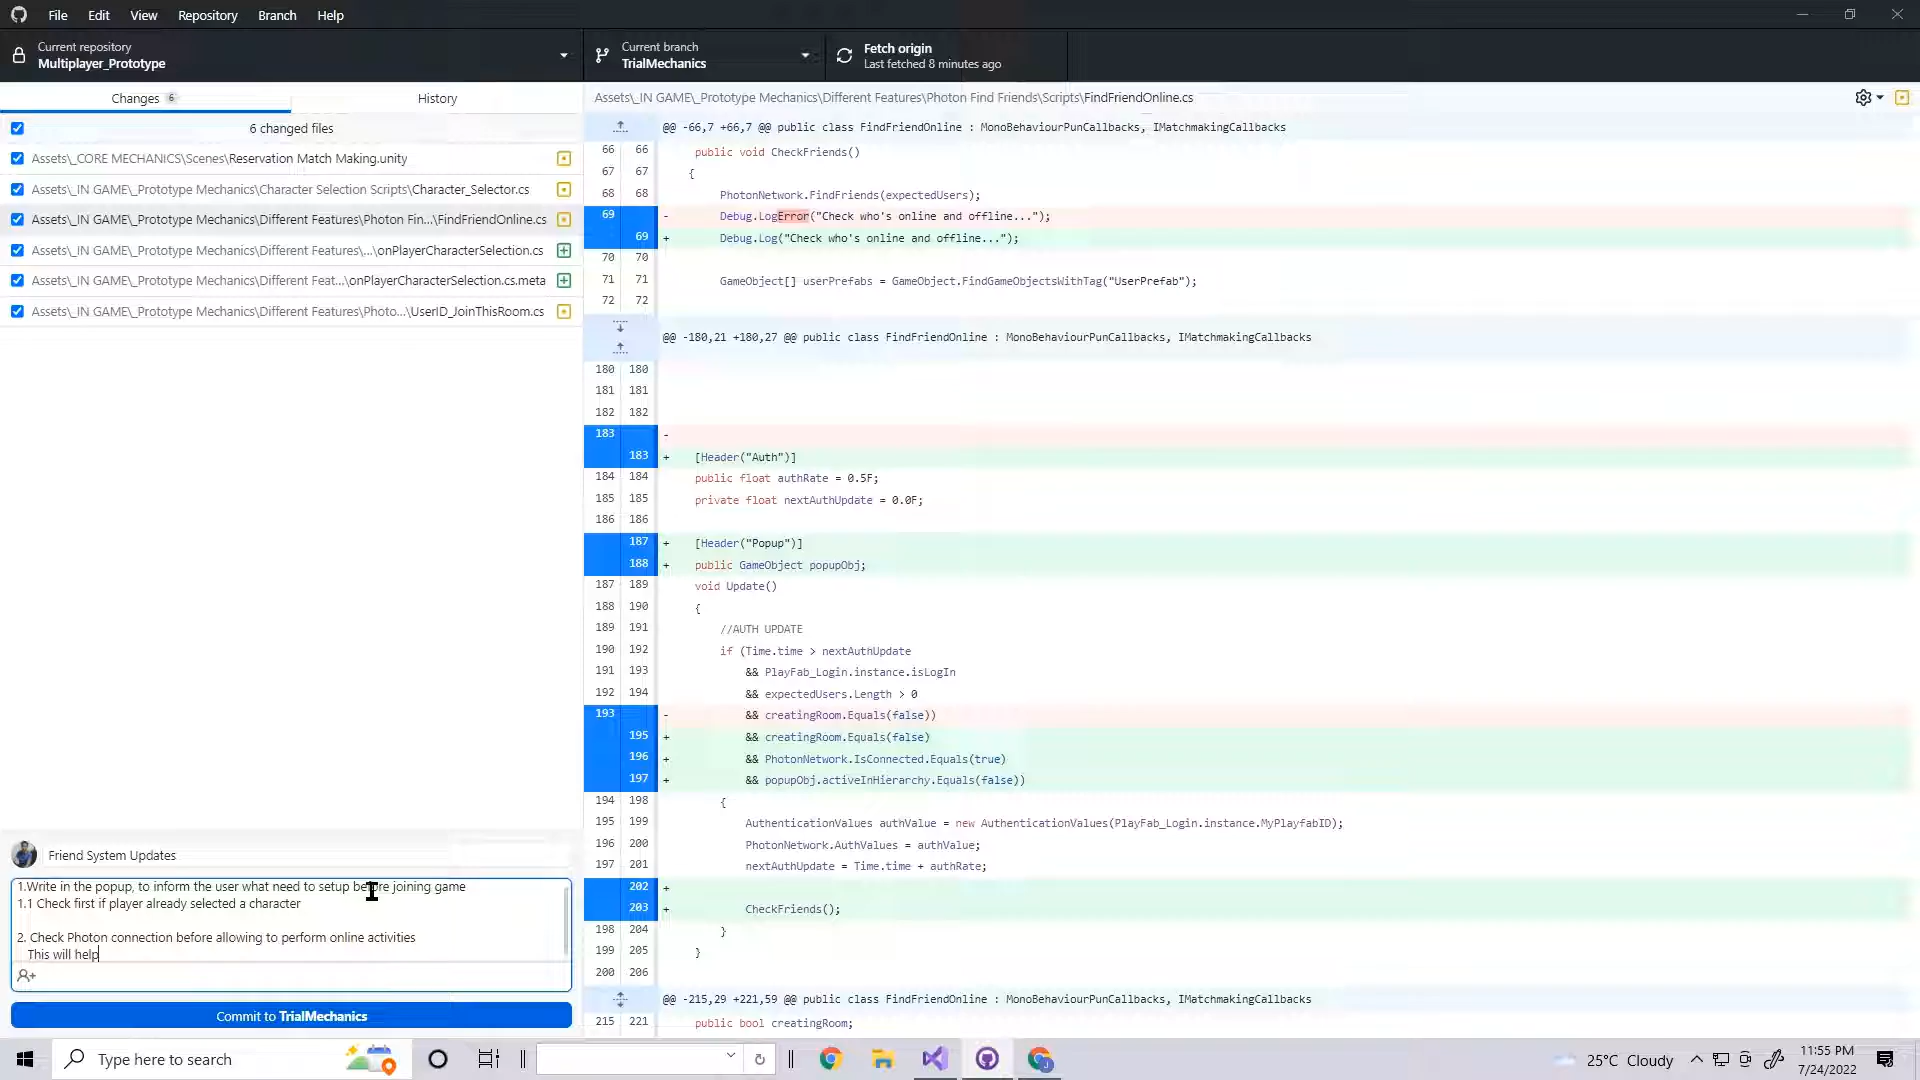 File Edit View Repository Branch Help
Current repository
Multiplayer_Prototype
Current branch
TrialMechanics
Fetch origin
Last fetched 8 minutes ago
Changes 6
History
6 changed files
Assets\_CORE MECHANICS\Scenes\Reservation Match Making.unity
Assets\_IN GAME\_Prototype Mechanics\Character Selection Scripts\Character_Selector.cs
Assets\_IN GAME\_Prototype Mechanics\Different Features\Photon Fin...\FindFriendOnline.cs
Assets\_IN GAME\_Prototype Mechanics\Different Features\...\onPlayerCharacterSelection.cs
Assets\_IN GAME\_Prototype Mechanics\Different Feat...\onPlayerCharacterSelection.cs.meta
Assets\_IN GAME\_Prototype Mechanics\Different Features\Photo...\UserID_JoinThisRoom.cs
Friend System Updates
1.Write in the popup, to inform the user what need to setup before joining game
1.1 Check first if player already selected a character
2. Check Photon connection before allowing to perform online activities
This will help
Commit to TrialMechanics
Assets\_IN GAME\_Prototype Mechanics\Different Features\Photon Find Friends\Scripts\FindFriendOnline.cs
@@ -66,7 +66,7 @@ public class FindFriendOnline : MonoBehaviourPunCallbacks, IMatchmakingCallbacks
66 66 public void CheckFriends()
67 67 {
68 68 PhotonNetwork.FindFriends(expectedUsers);
69 - Debug.LogError("Check who's online and offline...");
69 + Debug.Log("Check who's online and offline...");
70 70
71 71 GameObject[] userPrefabs = GameObject.FindGameObjectsWithTag("UserPrefab");
72 72
@@ -180,21 +180,27 @@ public class FindFriendOnline : MonoBehaviourPunCallbacks, IMatchmakingCallbacks
180 180
181 181
182 182
183 -
183 + [Header("Auth")]
184 184 public float authRate = 0.5F;
185 185 private float nextAuthUpdate = 0.0F;
186 186
187 + [Header("Popup")]
188 + public GameObject popupObj;
187 189 void Update()
188 190 {
189 191 //AUTH UPDATE
190 192 if (Time.time > nextAuthUpdate
191 193 && PlayFab_Login.instance.isLogIn
192 194 && expectedUsers.Length > 0
193 - && creatingRoom.Equals(false))
195 + && creatingRoom.Equals(false)
196 + && PhotonNetwork.IsConnected.Equals(true)
197 + && popupObj.activeInHierarchy.Equals(false))
194 198 {
195 199 AuthenticationValues authValue = new AuthenticationValues(PlayFab_Login.instance.MyPlayfabID);
196 200 PhotonNetwork.AuthValues = authValue;
197 201 nextAuthUpdate = Time.time + authRate;
202 +
203 + CheckFriends();
198 204 }
199 205 }
200 206
@@ -215,29 +221,59 @@ public class FindFriendOnline : MonoBehaviourPunCallbacks, IMatchmakingCallbacks
215 221 public bool creatingRoom;
Type here to search
25°C Cloudy
11:55 PM
7/24/2022